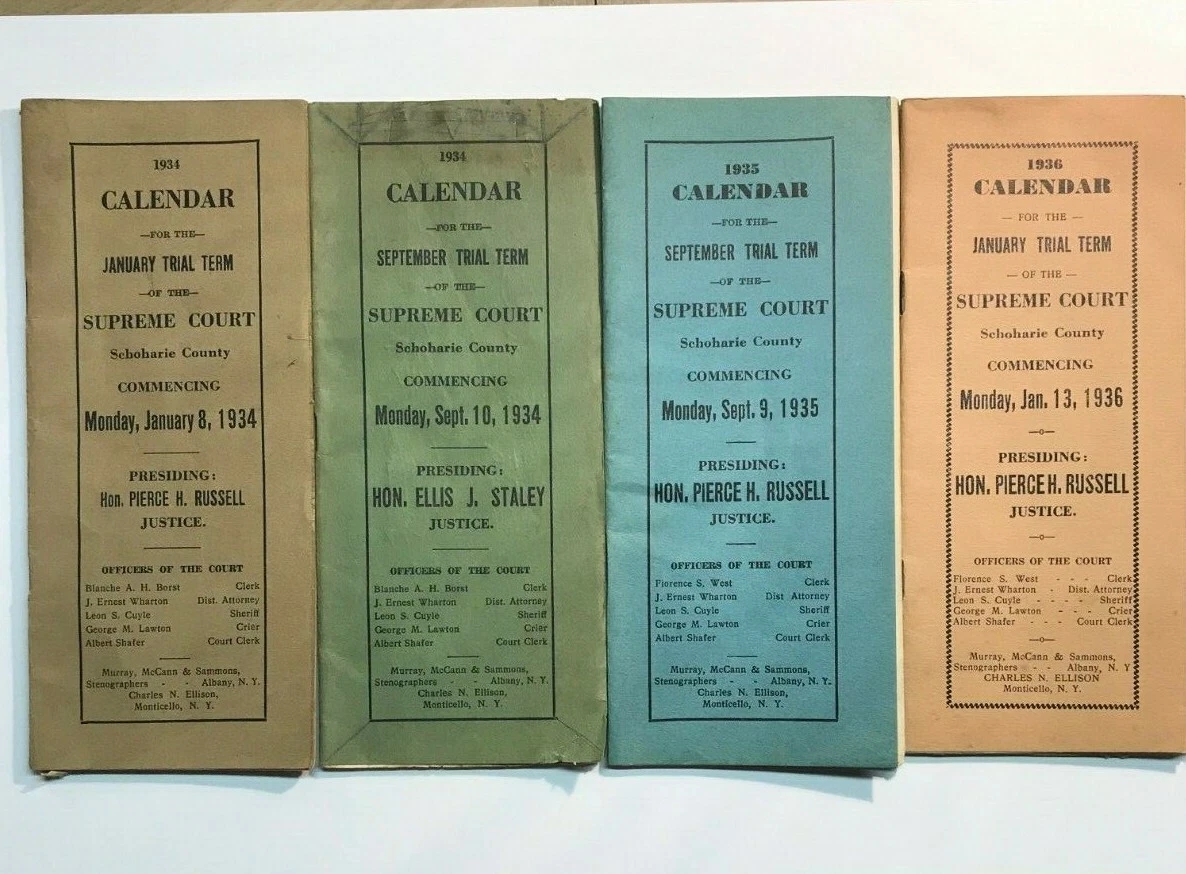 1934
CALENDAR
—FOR THE—
JANUARY TRIAL TERM
—OF THE—
SUPREME COURT
Schoharie County
COMMENCING
Monday, January 8, 1934
PRESIDING:
Hon. PIERCE H. RUSSELL
JUSTICE.
OFFICERS OF THE COURT
Blanche A. H. Borst Clerk
J. Ernest Wharton Dist. Attorney
Leon S. Cuyle Sheriff
George M. Lawton Crier
Albert Shafer Court Clerk
Murray, McCann & Sammons,
Stenographers - - Albany, N. Y.
Charles N. Ellison,
Monticello, N. Y.
1934
CALENDAR
—FOR THE—
SEPTEMBER TRIAL TERM
—OF THE—
SUPREME COURT
Schoharie County
COMMENCING
Monday, Sept. 10, 1934
PRESIDING:
HON. ELLIS J. STALEY
JUSTICE.
OFFICERS OF THE COURT
Blanche A. H. Borst Clerk
J. Ernest Wharton Dist. Attorney
Leon S. Cuyle Sheriff
George M. Lawton Crier
Albert Shafer Court Clerk
Murray, McCann & Sammons,
Stenographers - - Albany, N. Y.
Charles N. Ellison,
Monticello, N. Y.
1935
CALENDAR
—FOR THE—
SEPTEMBER TRIAL TERM
—OF THE—
SUPREME COURT
Schoharie County
COMMENCING
Monday, Sept. 9, 1935
PRESIDING:
HON. PIERCE H. RUSSELL
JUSTICE.
OFFICERS OF THE COURT
Florence S. West Clerk
J. Ernest Wharton Dist Attorney
Leon S. Cuyle Sheriff
George M. Lawton Crier
Albert Shafer Court Clerk
Murray, McCann & Sammons,
Stenographers - - Albany, N. Y.
Charles N. Ellison,
Monticello, N. Y.
1936
CALENDAR
— FOR THE —
JANUARY TRIAL TERM
— OF THE —
SUPREME COURT
Schoharie County
COMMENCING
Monday, Jan. 13, 1936
—o—
PRESIDING:
HON. PIERCE H. RUSSELL
JUSTICE.
—o—
OFFICERS OF THE COURT
Florence S. West - - - Clerk
J. Ernest Wharton - Dist. Attorney
Leon S. Cuyle - - - - Sheriff
George M. Lawton - - - Crier
Albert Shafer - - - Court Clerk
—o—
Murray, McCann & Sammons,
Stenographers - - Albany, N. Y
CHARLES N. ELLISON
Monticello, N. Y.